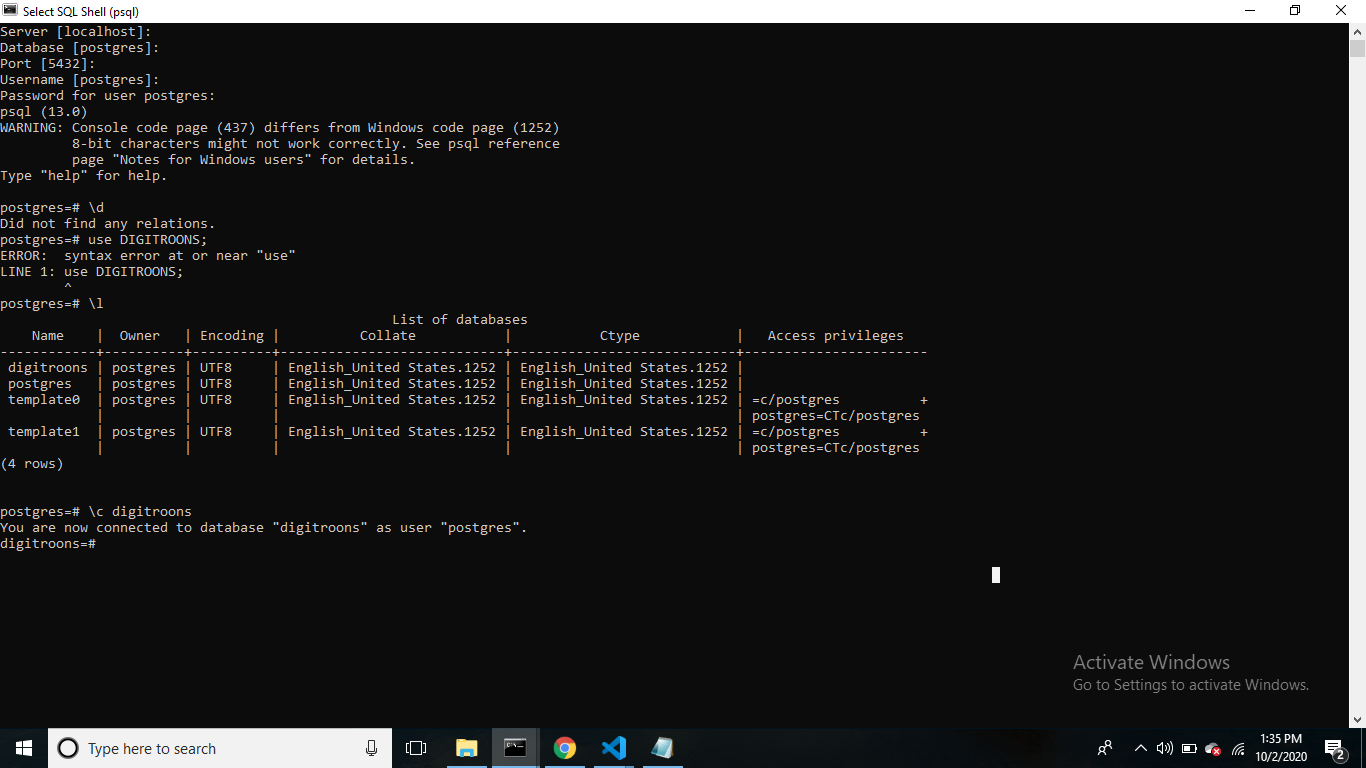 Select SQL Shell (psql)
Server [localhost]:
Database [postgres]:
Port [5432]:
Username [postgres]:
Password for user postgres:
psql (13.0)
WARNING: Console code page (437) differs from Windows code page (1252)
         8-bit characters might not work correctly. See psql reference
         page "Notes for Windows users" for details.
Type "help" for help.

postgres=# \d
Did not find any relations.
postgres=# use DIGITROONS;
ERROR:  syntax error at or near "use"
LINE 1: use DIGITROONS;
        ^
postgres=# \l
                                                 List of databases
    Name    |  Owner   | Encoding |          Collate           |           Ctype            |   Access privileges
------------+----------+----------+----------------------------+----------------------------+-----------------------
 digitroons | postgres | UTF8     | English_United States.1252 | English_United States.1252 |
 postgres   | postgres | UTF8     | English_United States.1252 | English_United States.1252 |
 template0  | postgres | UTF8     | English_United States.1252 | English_United States.1252 | =c/postgres          +
            |          |          |                            |                            | postgres=CTc/postgres
 template1  | postgres | UTF8     | English_United States.1252 | English_United States.1252 | =c/postgres          +
            |          |          |                            |                            | postgres=CTc/postgres
(4 rows)


postgres=# \c digitroons
You are now connected to database "digitroons" as user "postgres".
digitroons=#
Activate Windows
Go to Settings to activate Windows.
Type here to search
1:35 PM
10/2/2020
2